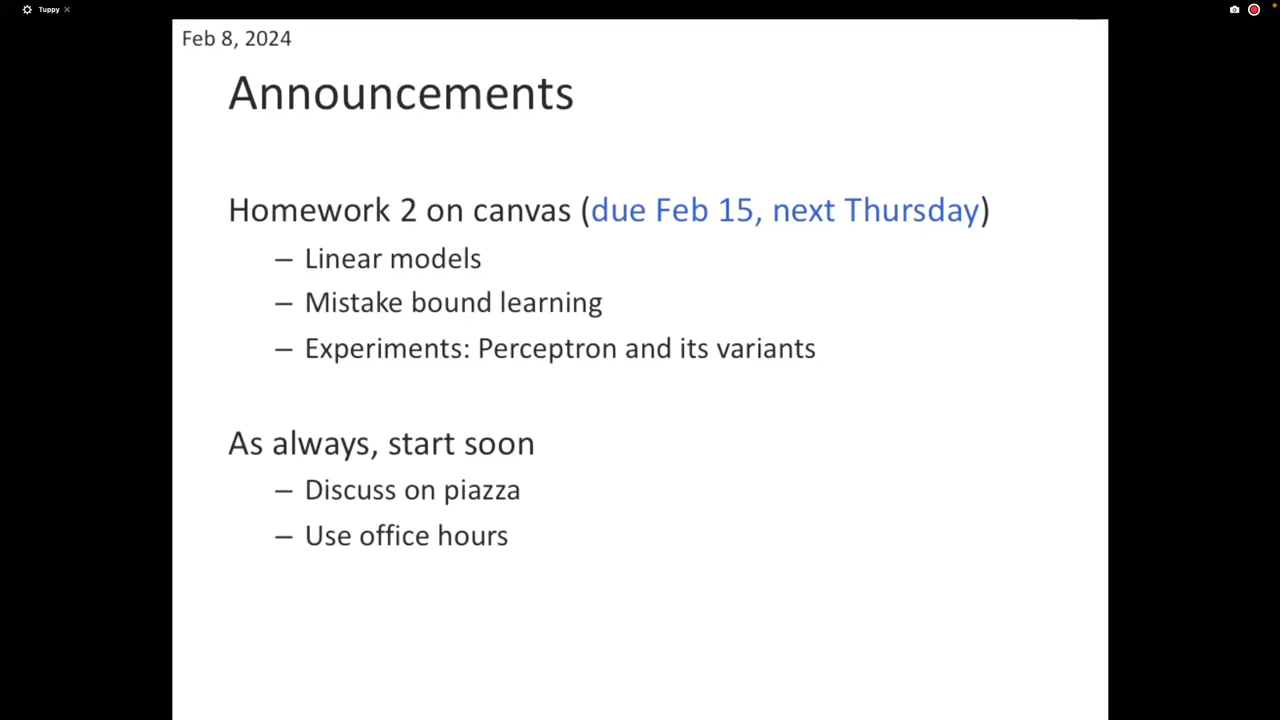 Tuppy
Feb 8, 2024
Announcements
Homework 2 on canvas (due Feb 15, next Thursday)
– Linear models
– Mistake bound learning
– Experiments: Perceptron and its variants
As always, start soon
– Discuss on piazza
– Use office hours